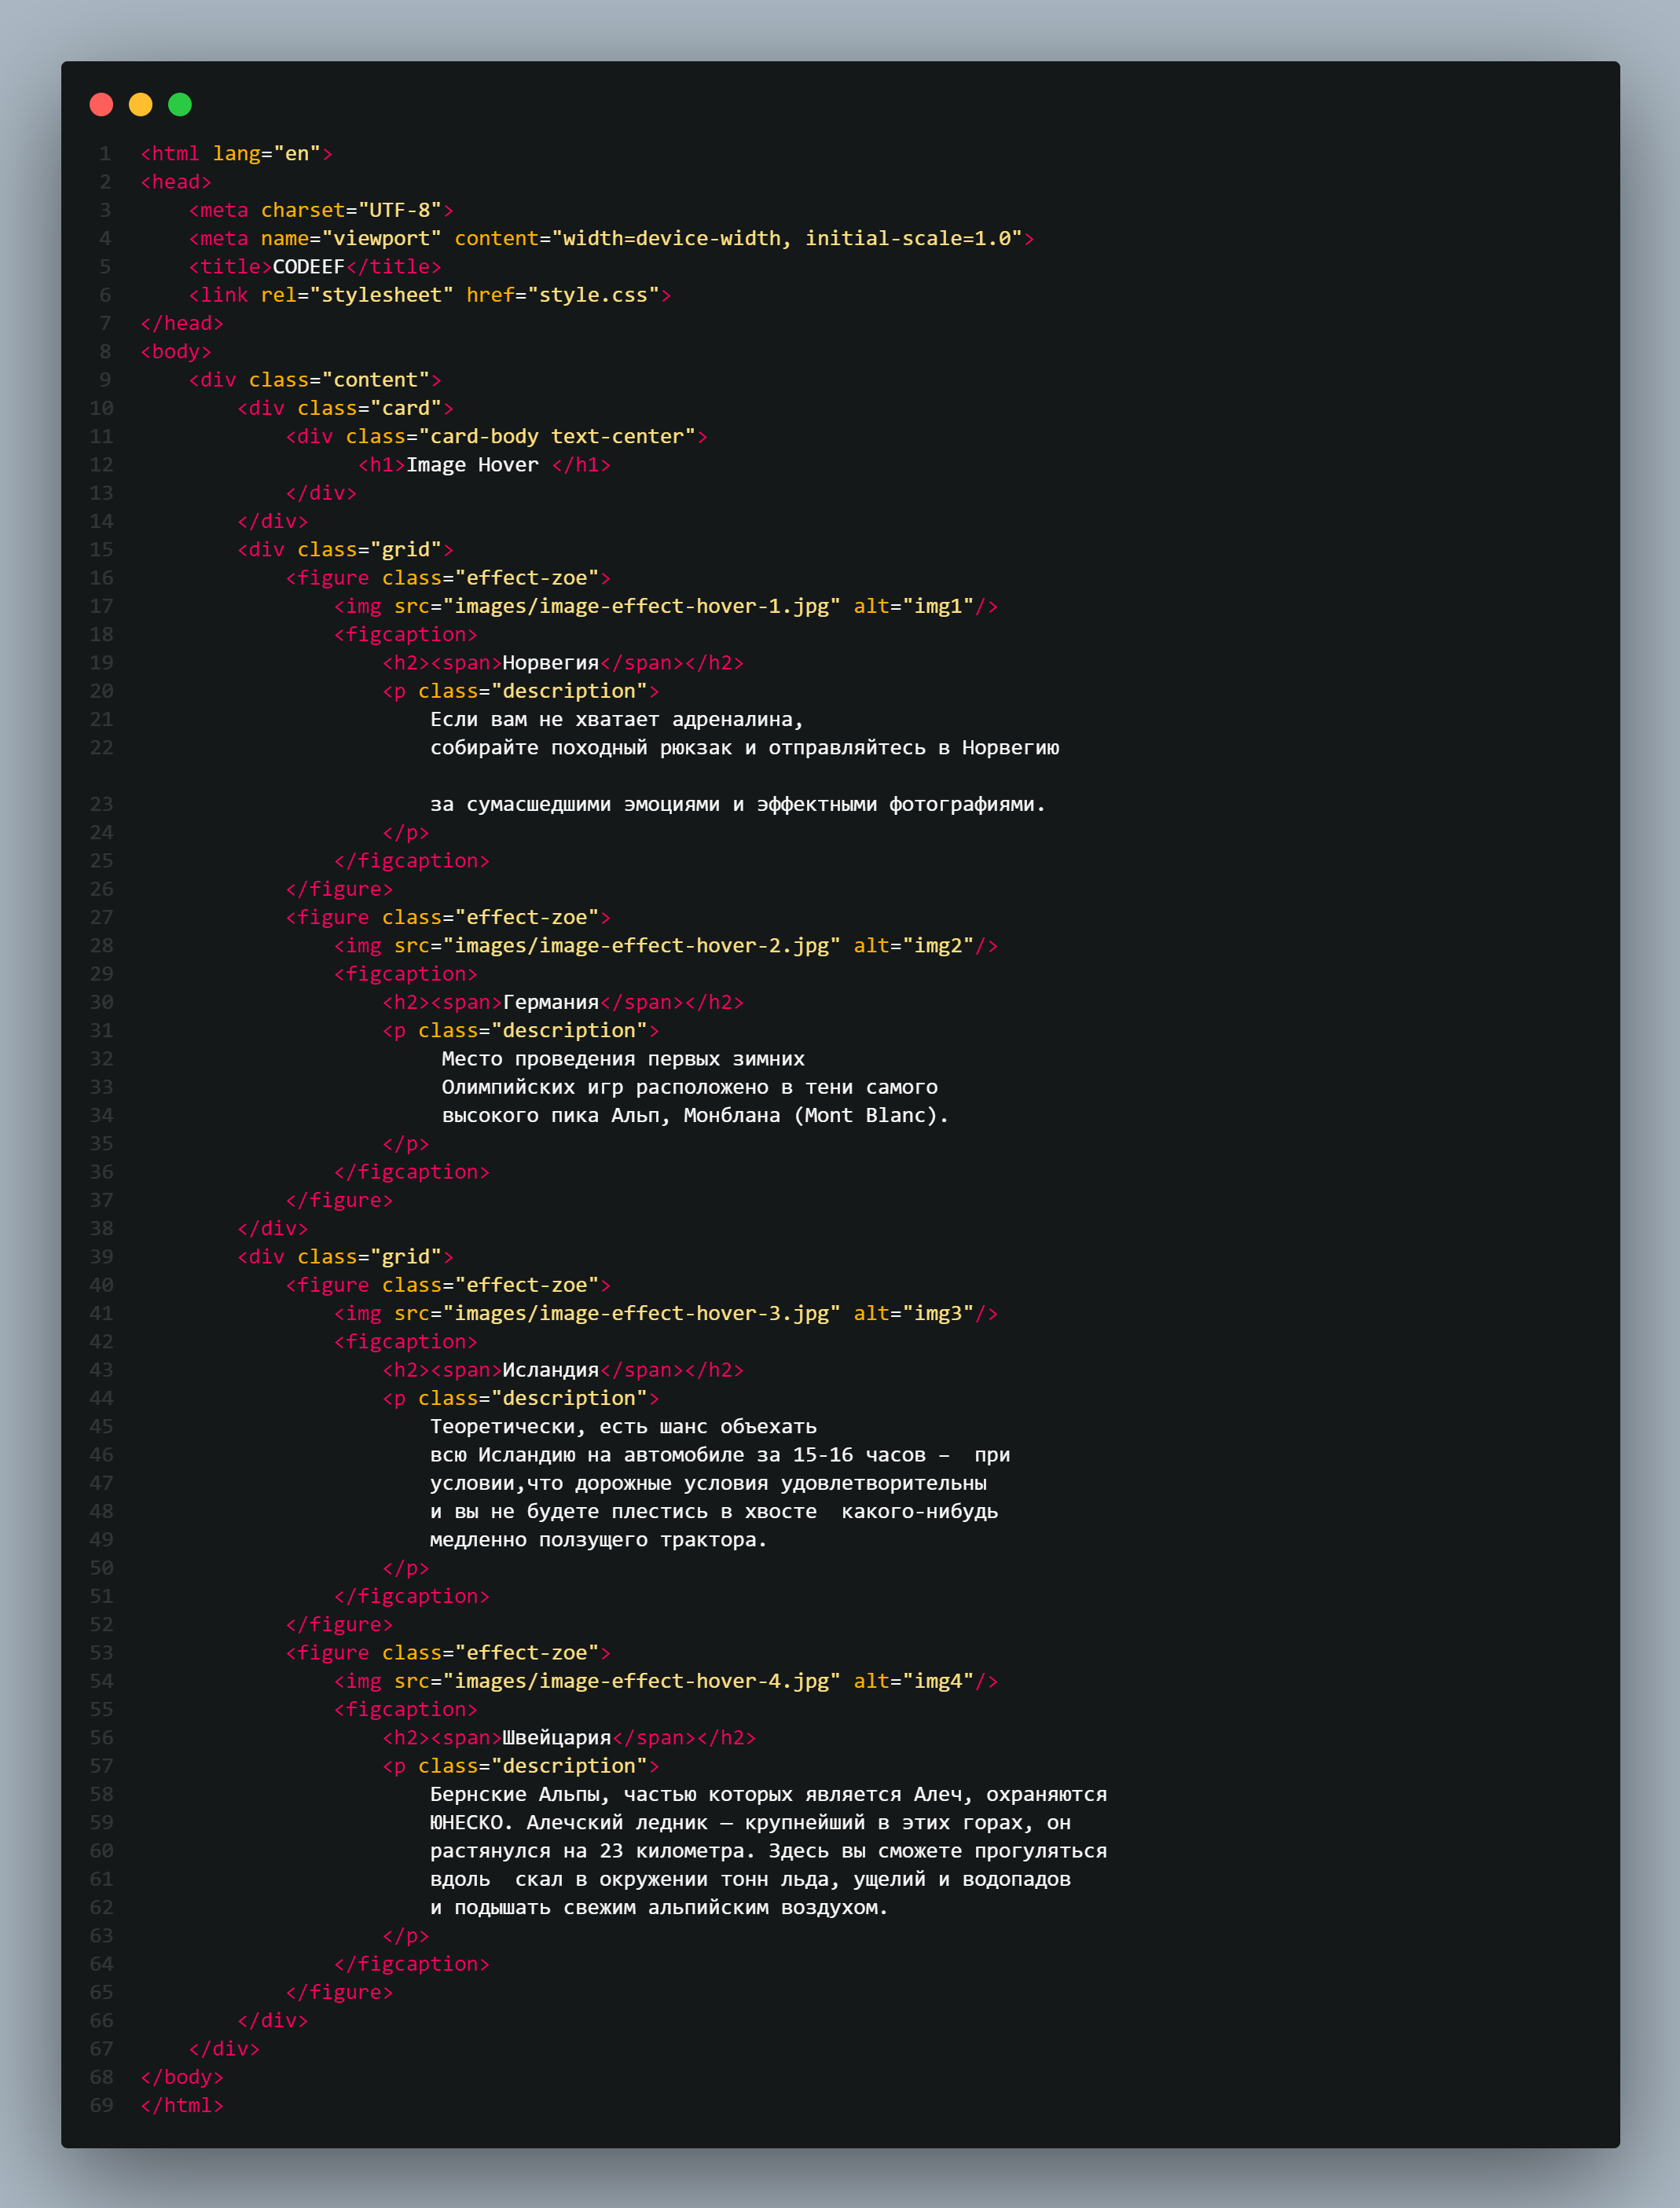 1 <html lang="en">
2 <head>
3     <meta charset="UTF-8">
4     <meta name="viewport" content="width=device-width, initial-scale=1.0">
5     <title>CODEEF</title>
6     <link rel="stylesheet" href="style.css">
7 </head>
8 <body>
9     <div class="content">
10         <div class="card">
11             <div class="card-body text-center">
12                   <h1>Image Hover </h1>
13             </div>
14         </div>
15         <div class="grid">
16             <figure class="effect-zoe">
17                 <img src="images/image-effect-hover-1.jpg" alt="img1"/>
18                 <figcaption>
19                     <h2><span>Норвегия</span></h2>
20                     <p class="description">
21                         Если вам не хватает адреналина,
22                         собирайте походный рюкзак и отправляйтесь в Норвегию
23                         за сумасшедшими эмоциями и эффектными фотографиями.
24                     </p>
25                 </figcaption>
26             </figure>
27             <figure class="effect-zoe">
28                 <img src="images/image-effect-hover-2.jpg" alt="img2"/>
29                 <figcaption>
30                     <h2><span>Германия</span></h2>
31                     <p class="description">
32                          Место проведения первых зимних
33                          Олимпийских игр расположено в тени самого
34                          высокого пика Альп, Монблана (Mont Blanc).
35                     </p>
36                 </figcaption>
37             </figure>
38         </div>
39         <div class="grid">
40             <figure class="effect-zoe">
41                 <img src="images/image-effect-hover-3.jpg" alt="img3"/>
42                 <figcaption>
43                     <h2><span>Исландия</span></h2>
44                     <p class="description">
45                         Теоретически, есть шанс объехать
46                         всю Исландию на автомобиле за 15-16 часов –  при
47                         условии,что дорожные условия удовлетворительны
48                         и вы не будете плестись в хвосте  какого-нибудь
49                         медленно ползущего трактора.
50                     </p>
51                 </figcaption>
52             </figure>
53             <figure class="effect-zoe">
54                 <img src="images/image-effect-hover-4.jpg" alt="img4"/>
55                 <figcaption>
56                     <h2><span>Швейцария</span></h2>
57                     <p class="description">
58                         Бернские Альпы, частью которых является Алеч, охраняются
59                         ЮНЕСКО. Алечский ледник — крупнейший в этих горах, он
60                         растянулся на 23 километра. Здесь вы сможете прогуляться
61                         вдоль  скал в окружении тонн льда, ущелий и водопадов
62                         и подышать свежим альпийским воздухом.
63                     </p>
64                 </figcaption>
65             </figure>
66         </div>
67     </div>
68 </body>
69 </html>